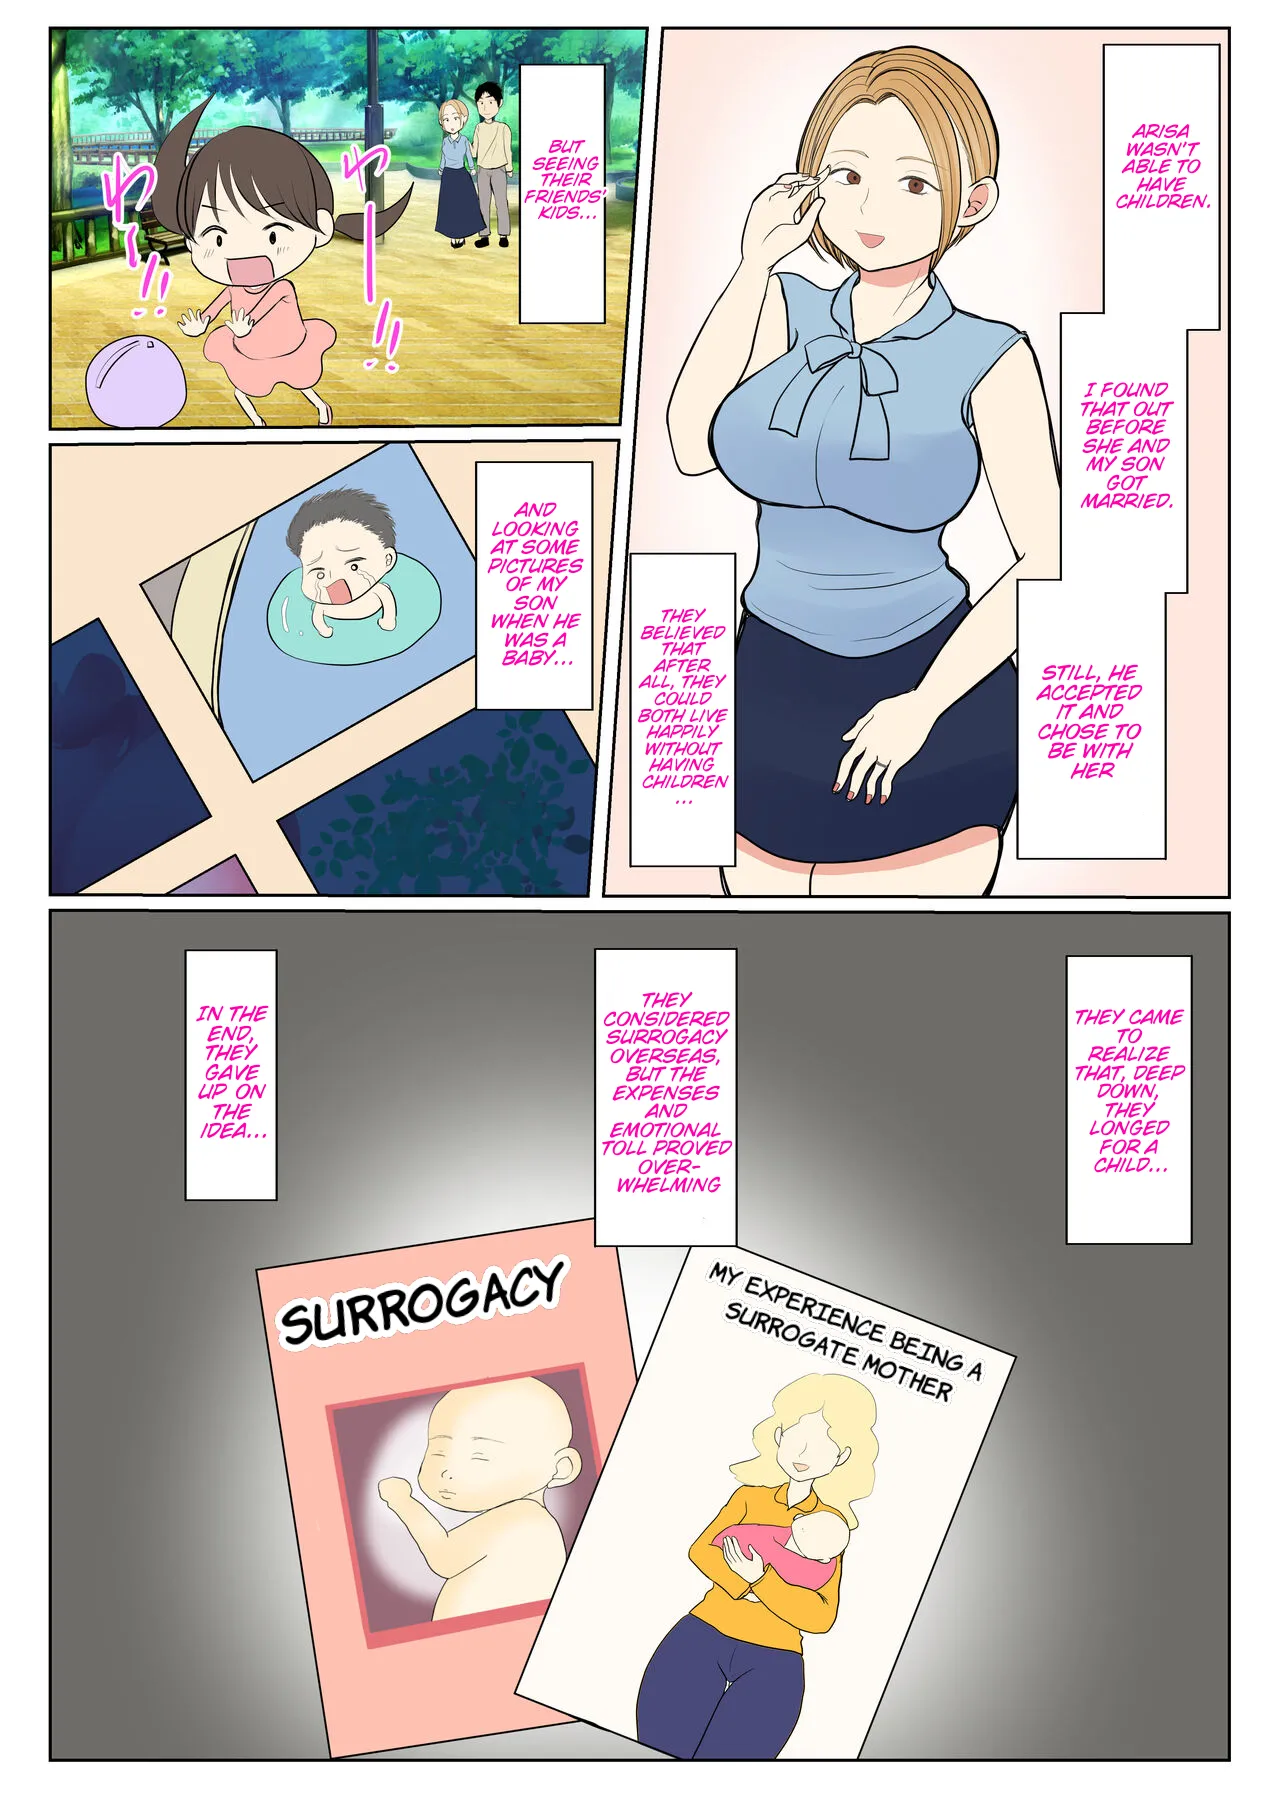 ARISA
WASN'T
ABLE TO
HAVE
CHILDREN.
I FOUND
THAT OUT
BEFORE
SHE AND
MY SON
GOT
MARRIED.
STILL, HE
ACCEPTED
IT AND
CHOSE TO
BE WITH
HER
THEY
BELIEVED
THAT
AFTER
ALL, THEY
COULD
BOTH LIVE
HAPPILY
WITHOUT
HAVING
CHILDREN
...
BUT
SEEING
THEIR
FRIENDS'
KIDS...
わーー!!
わー!!
AND
LOOKING
AT SOME
PICTURES
OF MY
SON
WHEN HE
WAS A
BABY...
THEY CAME
TO
REALIZE
THAT, DEEP
DOWN,
THEY
LONGED
FOR A
CHILD...
THEY
CONSIDERED
SURROGACY
OVERSEAS,
BUT THE
EXPENSES
AND
EMOTIONAL
TOLL PROVED
OVER-
WHELMING
IN THE
END,
THEY
GAVE
UP ON
THE
IDEA...
SURROGACY
MY EXPERIENCE BEING A
SURROGATE MOTHER